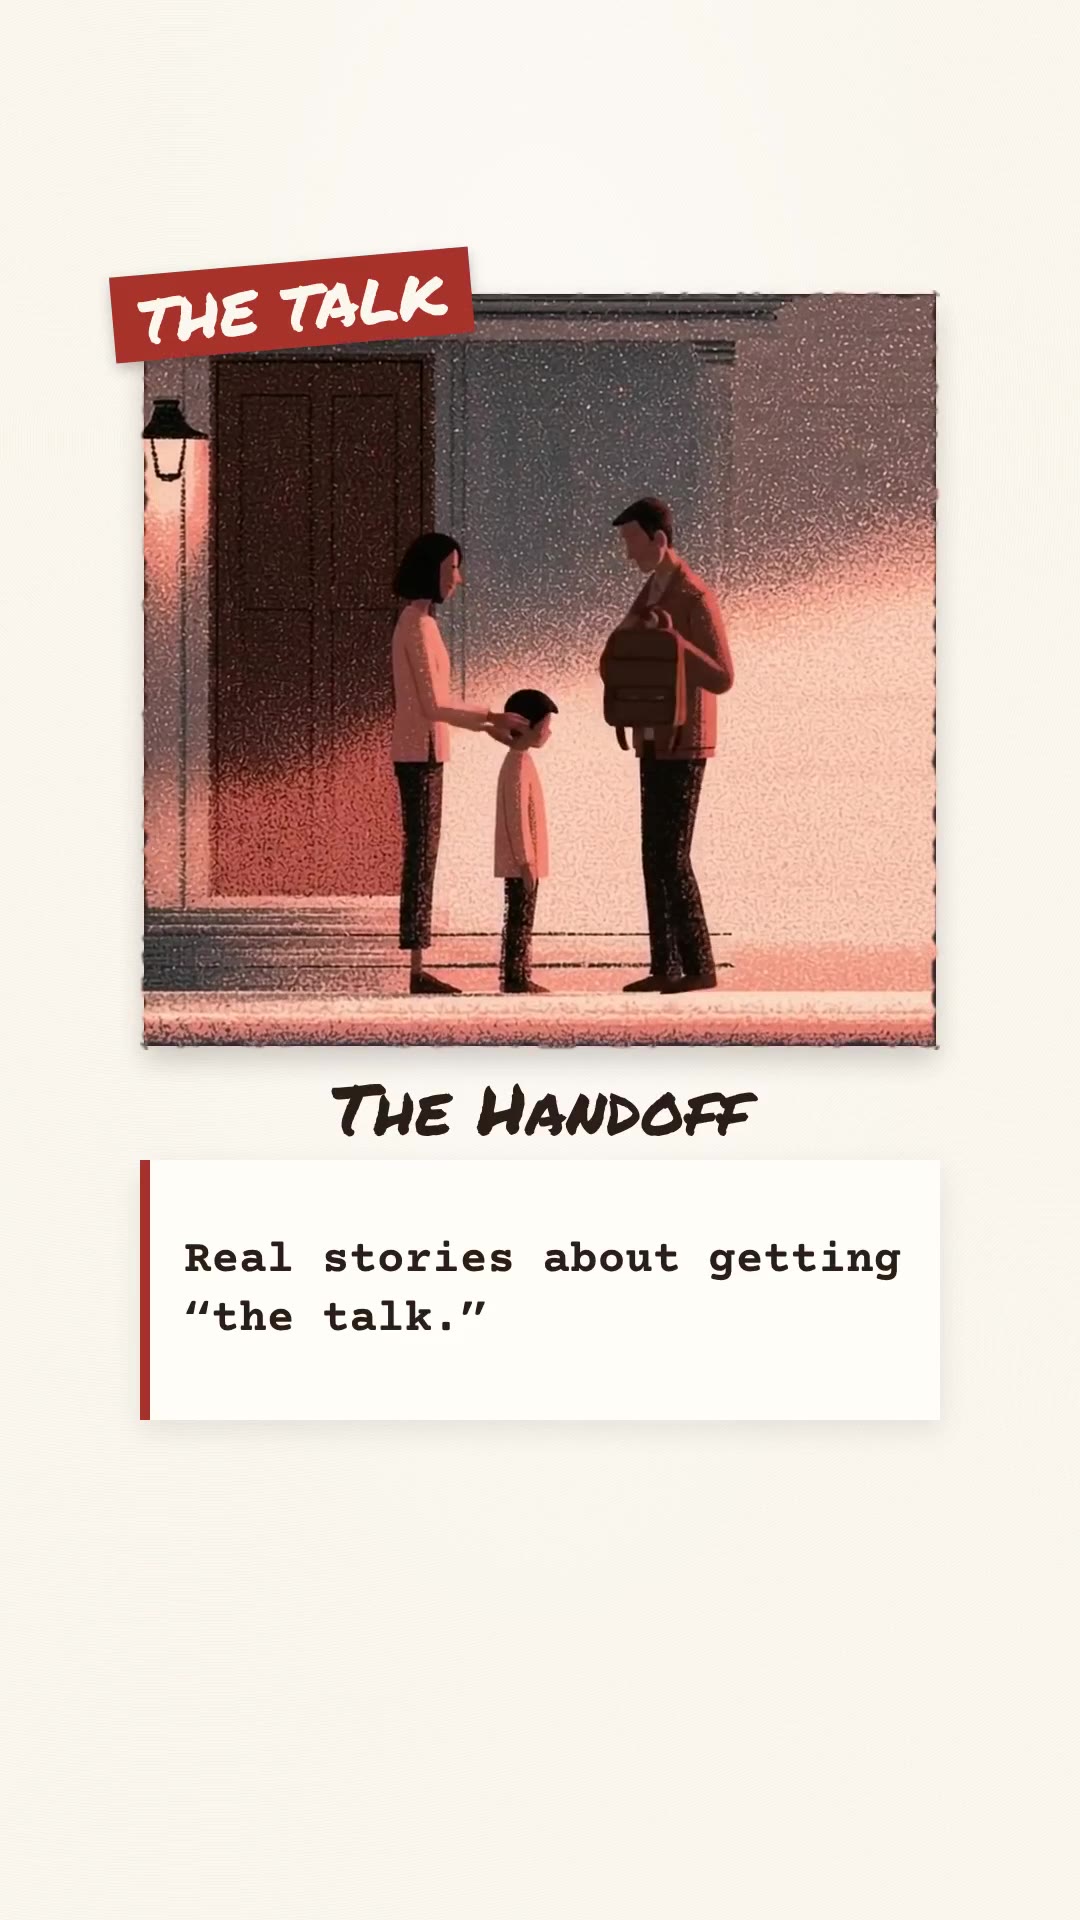 THE TALK
THE HANDOFF
Real stories about getting
“the talk.”